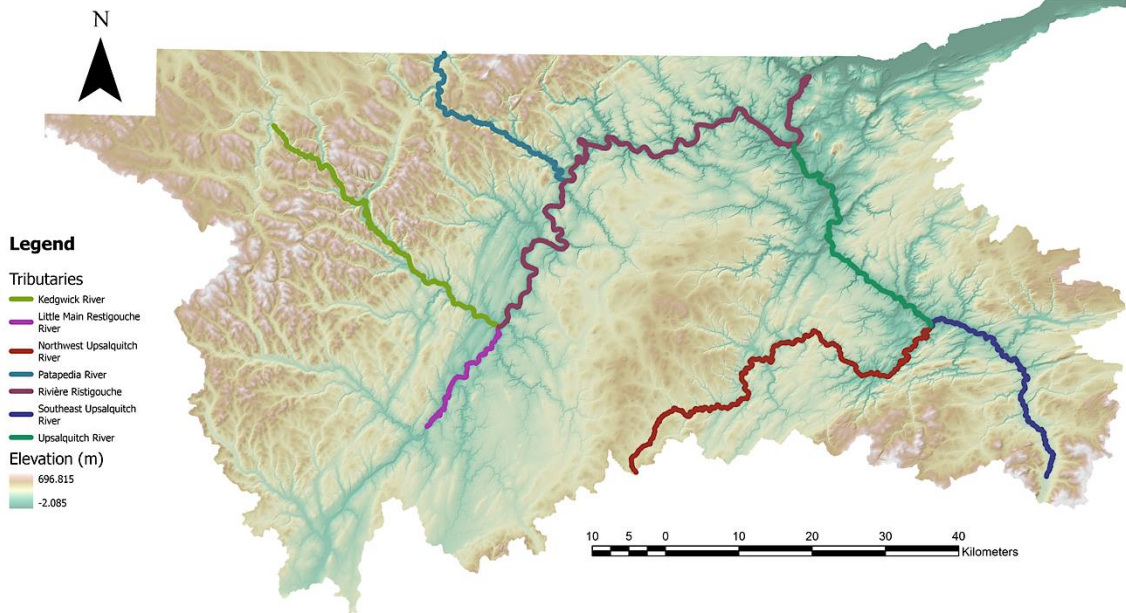 N
Legend
Tributaries
Kedgwick River
Little Main Restigouche
River
Northwest Upsalquitch
River
Patapedia River
Rivière Ristigouche
Southeast Upsalquitch
River
Upsalquitch River
Elevation (m)
696.815
-2.085
10 5 0 10 20 30 40
Kilometers